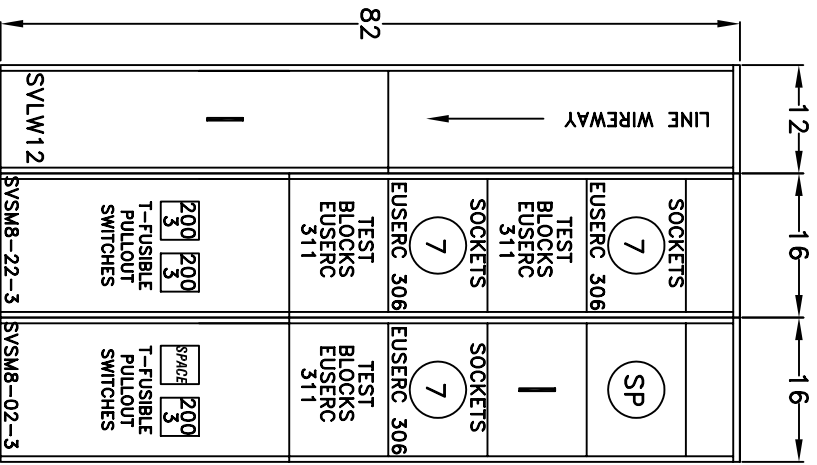 82
12
16
16
LINE WIREWAY
SVLW12
SOCKETS
7
EUSERC 306
TEST
BLOCKS
EUSERC
311
SOCKETS
7
EUSERC 306
TEST
BLOCKS
EUSERC
311
200
3
200
3
T-FUSIBLE
PULLOUT
SWITCHES
SVSM8-22-3
SP
SOCKETS
7
EUSERC 306
TEST
BLOCKS
EUSERC
311
SPACE
200
3
T-FUSIBLE
PULLOUT
SWITCHES
SVSM8-02-3